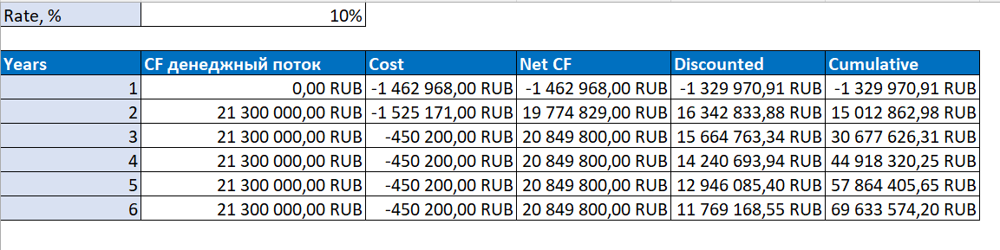 Rate, % 10%
Years CF денеджный поток Cost Net CF Discounted Cumulative
1 0,00 RUB -1 462 968,00 RUB -1 462 968,00 RUB -1 329 970,91 RUB -1 329 970,91 RUB
2 21 300 000,00 RUB -1 525 171,00 RUB 19 774 829,00 RUB 16 342 833,88 RUB 15 012 862,98 RUB
3 21 300 000,00 RUB -450 200,00 RUB 20 849 800,00 RUB 15 664 763,34 RUB 30 677 626,31 RUB
4 21 300 000,00 RUB -450 200,00 RUB 20 849 800,00 RUB 14 240 693,94 RUB 44 918 320,25 RUB
5 21 300 000,00 RUB -450 200,00 RUB 20 849 800,00 RUB 12 946 085,40 RUB 57 864 405,65 RUB
6 21 300 000,00 RUB -450 200,00 RUB 20 849 800,00 RUB 11 769 168,55 RUB 69 633 574,20 RUB